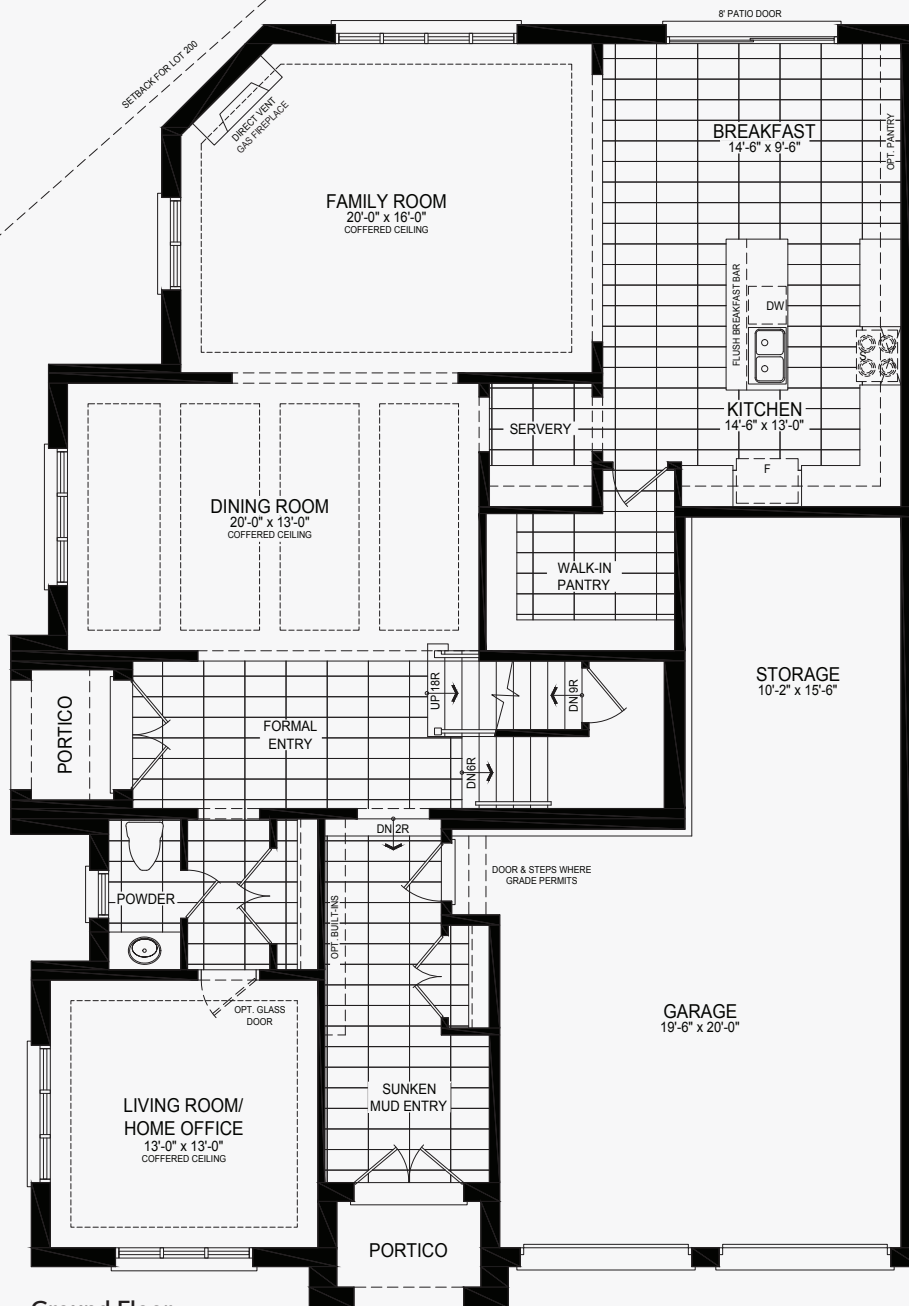 8' PATIO DOOR
SETBACK FOR LOT 200
DIRECT VENT
GAS FIREPLACE
BREAKFAST
14'-6" x 9'-6"
OPT. PANTRY
FAMILY ROOM
20'-0" x 16'-0"
COFFERED CEILING
FLUSH BREAKFAST BAR
DW
KITCHEN
14'-6" x 13'-0"
SERVERY
F
DINING ROOM
20'-0" x 13'-0"
COFFERED CEILING
WALK-IN
PANTRY
STORAGE
10'-2" x 15'-6"
UP 18R
DN 9R
PORTICO
FORMAL
ENTRY
DN 6R
DN 2R
DOOR & STEPS WHERE
GRADE PERMITS
POWDER
OPT. BUILT-INS
OPT. GLASS
DOOR
GARAGE
19'-6" x 20'-0"
SUNKEN
MUD ENTRY
LIVING ROOM/
HOME OFFICE
13'-0" x 13'-0"
COFFERED CEILING
PORTICO
Ground Floor